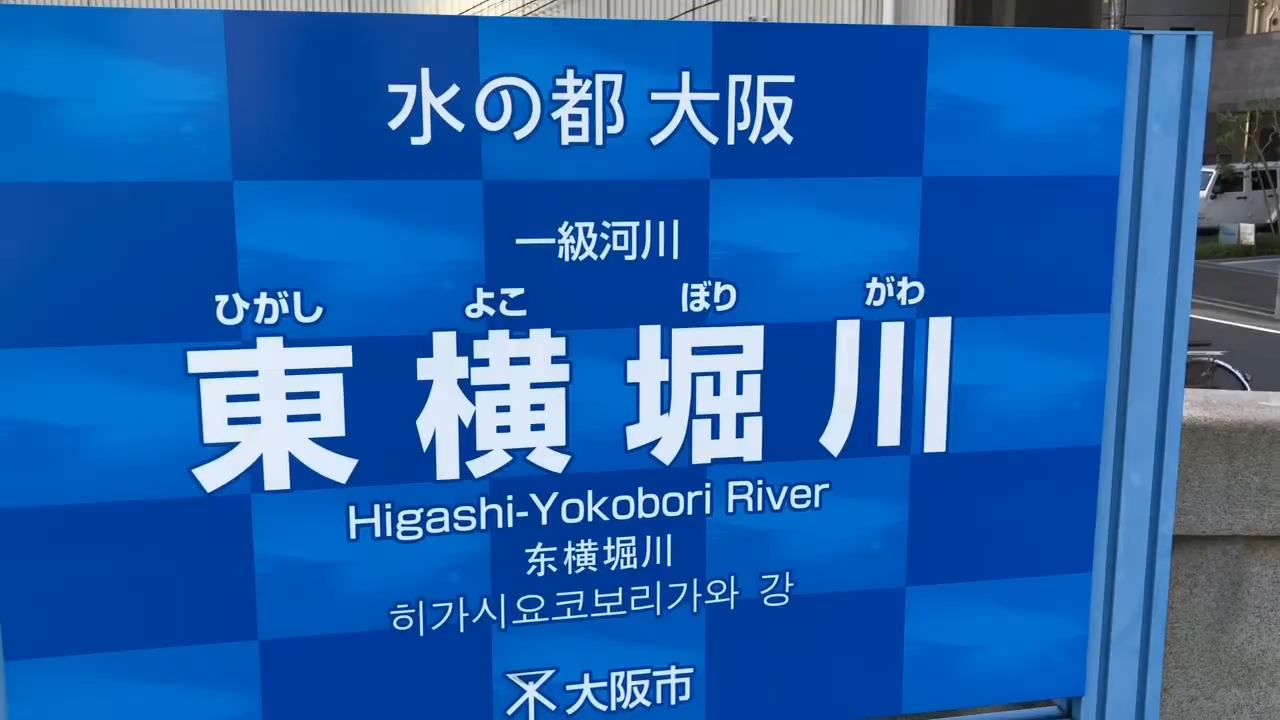 水の都 大阪
一級河川
ひがし よこ ぼり がわ
東横堀川
Higashi-Yokobori River
东横堀川
히가시요코보리가와 강
大阪市